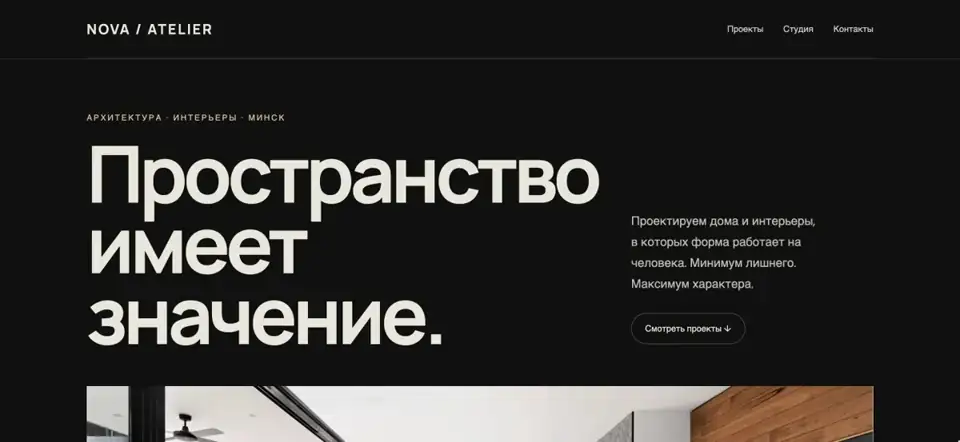 NOVA / ATELIER
Проекты Студия Контакты
АРХИТЕКТУРА · ИНТЕРЬЕРЫ · МИНСК
Пространство
имеет
значение.
Проектируем дома и интерьеры,
в которых форма работает на
человека. Минимум лишнего.
Максимум характера.
Смотреть проекты ↓